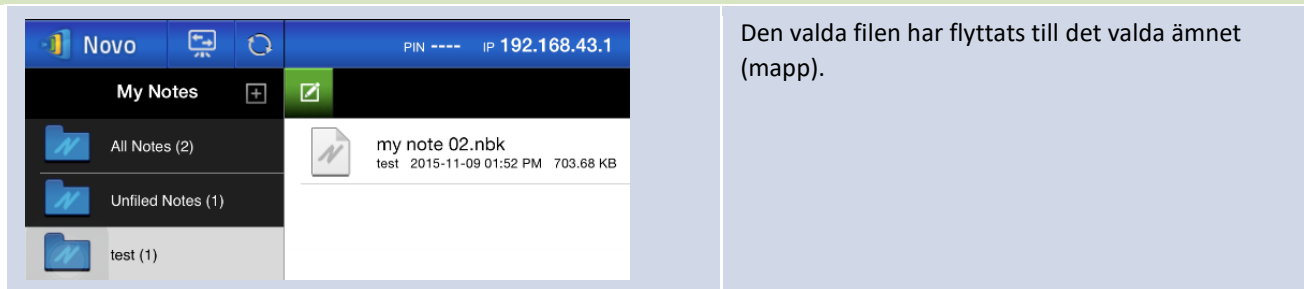 Novo
PIN ---- IP 192.168.43.1
My Notes
All Notes (2)
Unfiled Notes (1)
test (1)
my note 02.nbk
test 2015-11-09 01:52 PM 703.68 KB
Den valda filen har flyttats till det valda ämnet
(mapp).